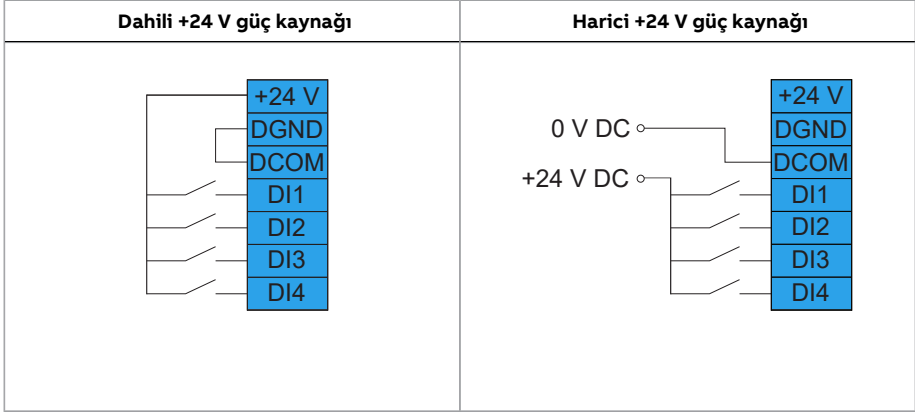 Dahili +24 V güç kaynağı
+24 V
DGND
DCOM
DI1
DI2
DI3
DI4
Harici +24 V güç kaynağı
0 V DC
+24 V DC
+24 V
DGND
DCOM
DI1
DI2
DI3
DI4